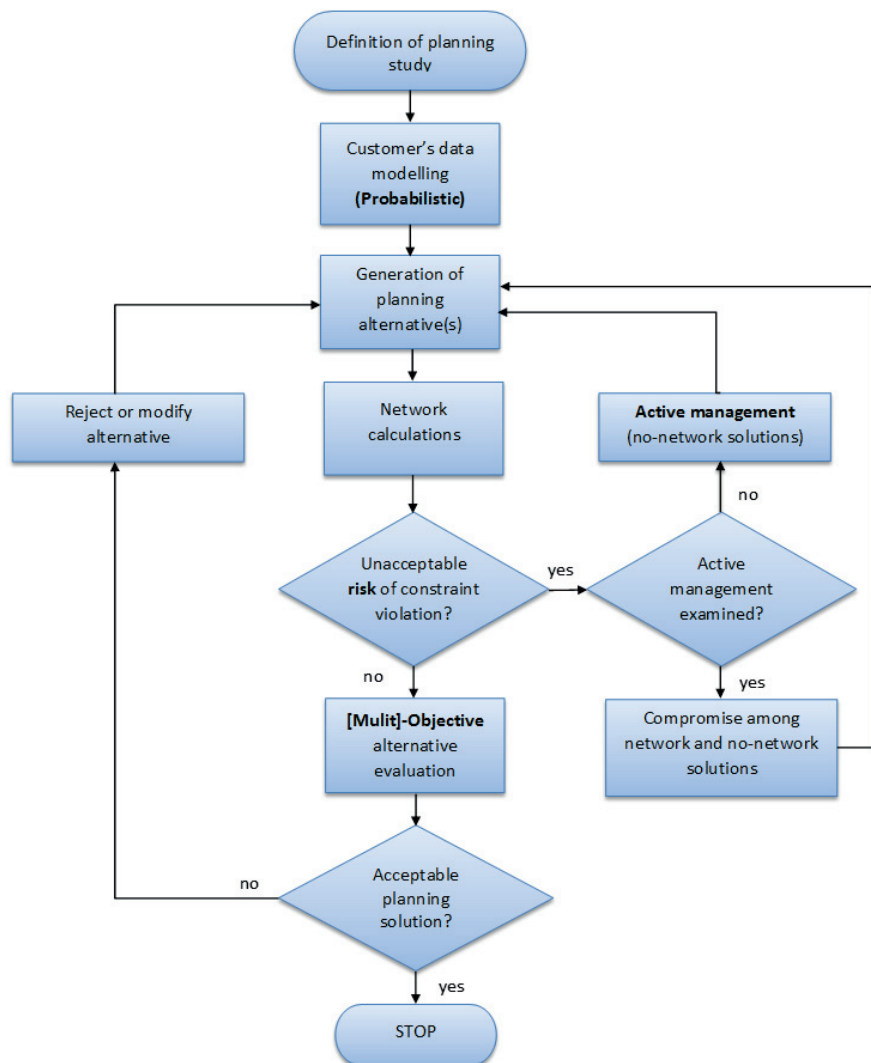 Definition of planning
study
Customer's data
modelling
(Probabilistic)
Generation of
planning
alternative(s)
Reject or modify
alternative
Network
calculations
Active management
(no-network solutions)
no
Unacceptable
risk of constraint
violation?
yes
Active
management
examined?
no
yes
[Mulit]-Objective
alternative
evaluation
Compromise among
network and no-network
solutions
no
Acceptable
planning
solution?
yes
STOP